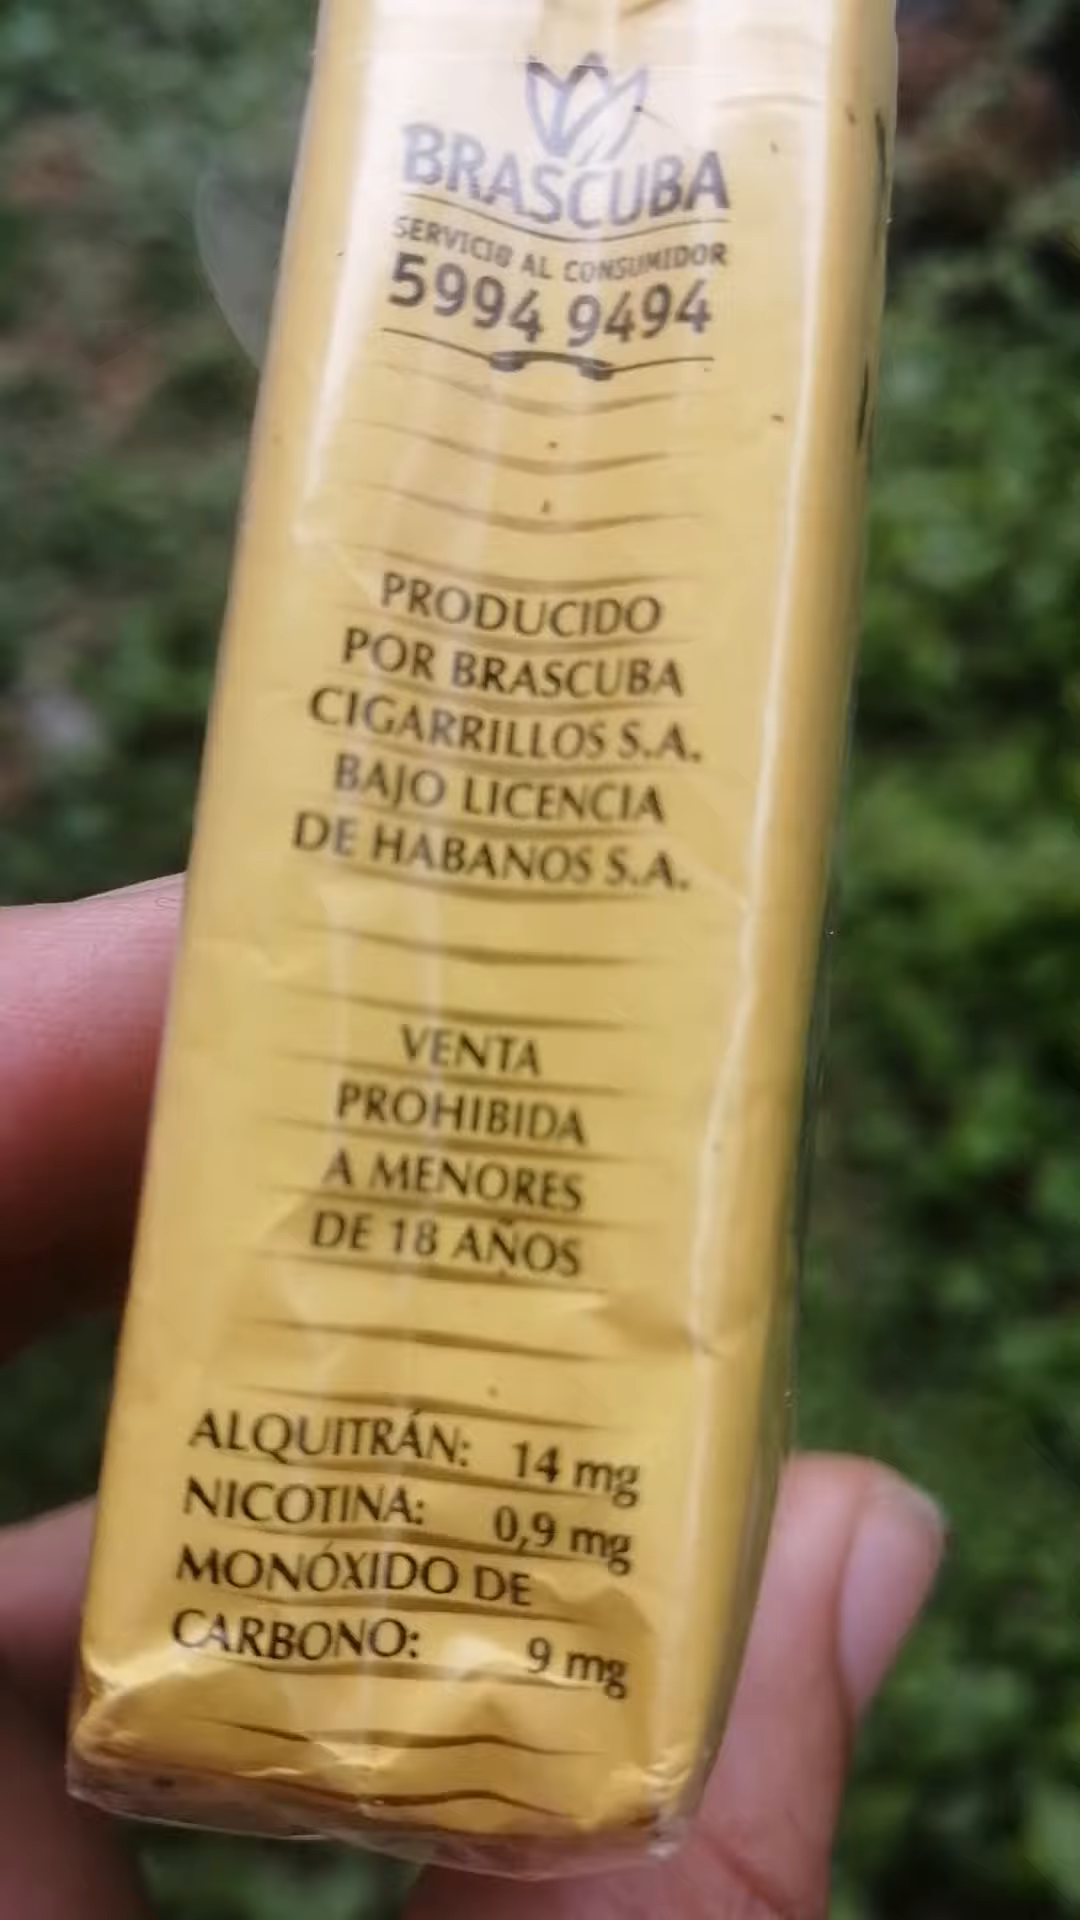 BRASCUBA
SERVICIO AL CONSUMIDOR
5994 9494
PRODUCIDO
POR BRASCUBA
CIGARRILLOS S.A.
BAJO LICENCIA
DE HABANOS S.A.
VENTA
PROHIBIDA
A MENORES
DE 18 AÑOS
ALQUITRÁN: 14 mg
NICOTINA: 0,9 mg
MONÓXIDO DE
CARBONO: 9 mg